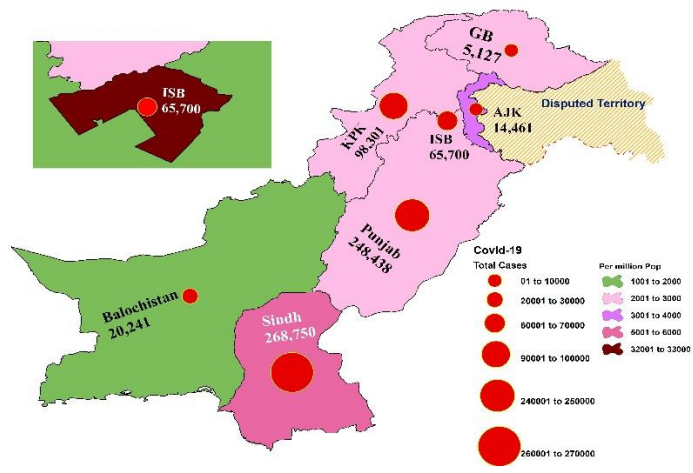 ISB
65,700
GB
5,127
Disputed Territory
AJK
14,461
ISB
65,700
KPK
98,301
Punjab
248,438
Balochistan
20,241
Sindh
268,750
Covid-19
Total Cases
01 to 10000
20001 to 30000
60001 to 70000
90001 to 100000
240001 to 250000
260001 to 270000
Per million Pop
1001 to 2000
2001 to 3000
3001 to 4000
5001 to 6000
32001 to 33000